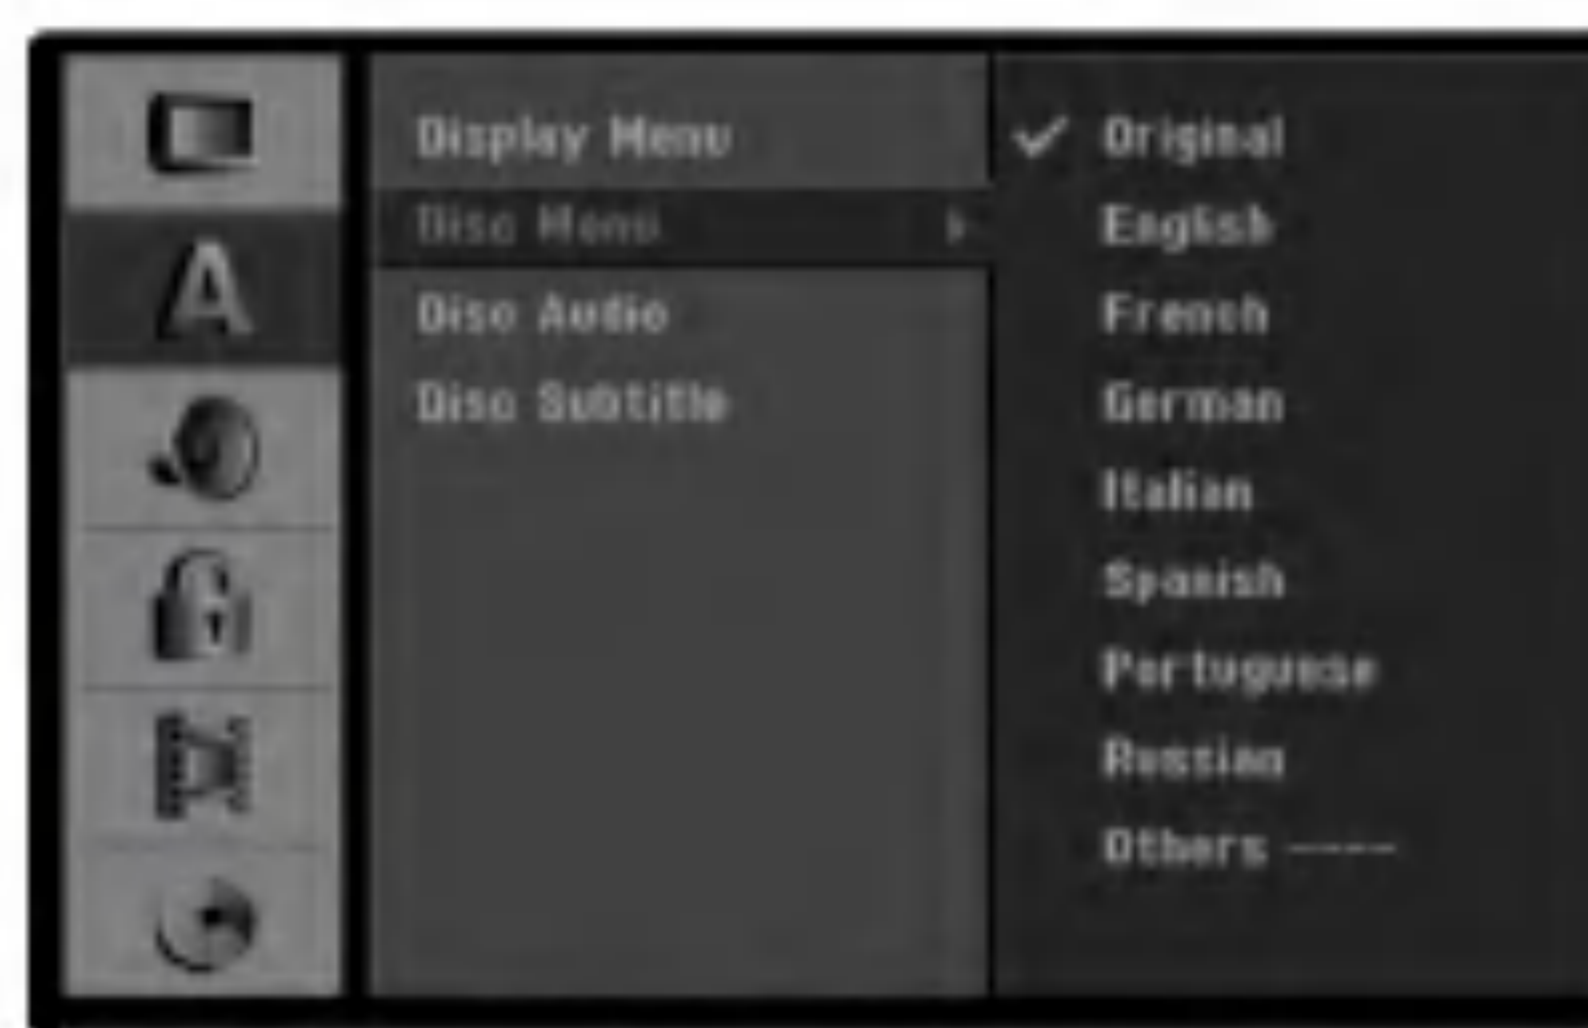 A
Display Menu
Disc Menu
Disc Audio
Disc Subtitle
Original
English
French
German
Italian
Spanish
Portuguese
Russian
Others ----